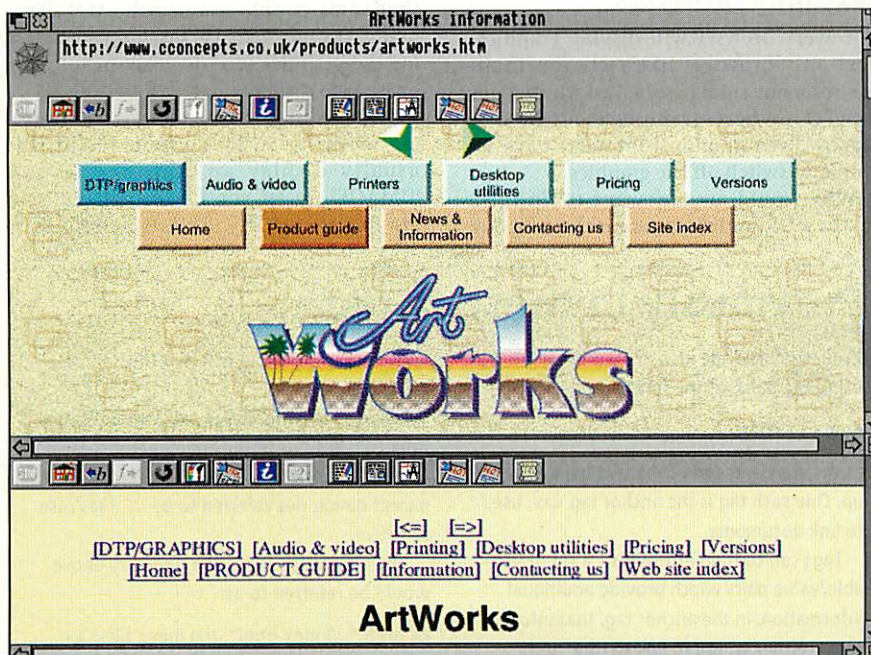 ArtWorks information
http://www.cconcepts.co.uk/products/artworks.htm
DTP/graphics Audio & video Printers Desktop utilities Pricing Versions
Home Product guide News & Information Contacting us Site index
Art
Works
[<=] [=>]
[DTP/GRAPHICS] [Audio & video] [Printing] [Desktop utilities] [Pricing] [Versions]
[Home] [PRODUCT GUIDE] [Information] [Contacting us] [Web site index]
ArtWorks